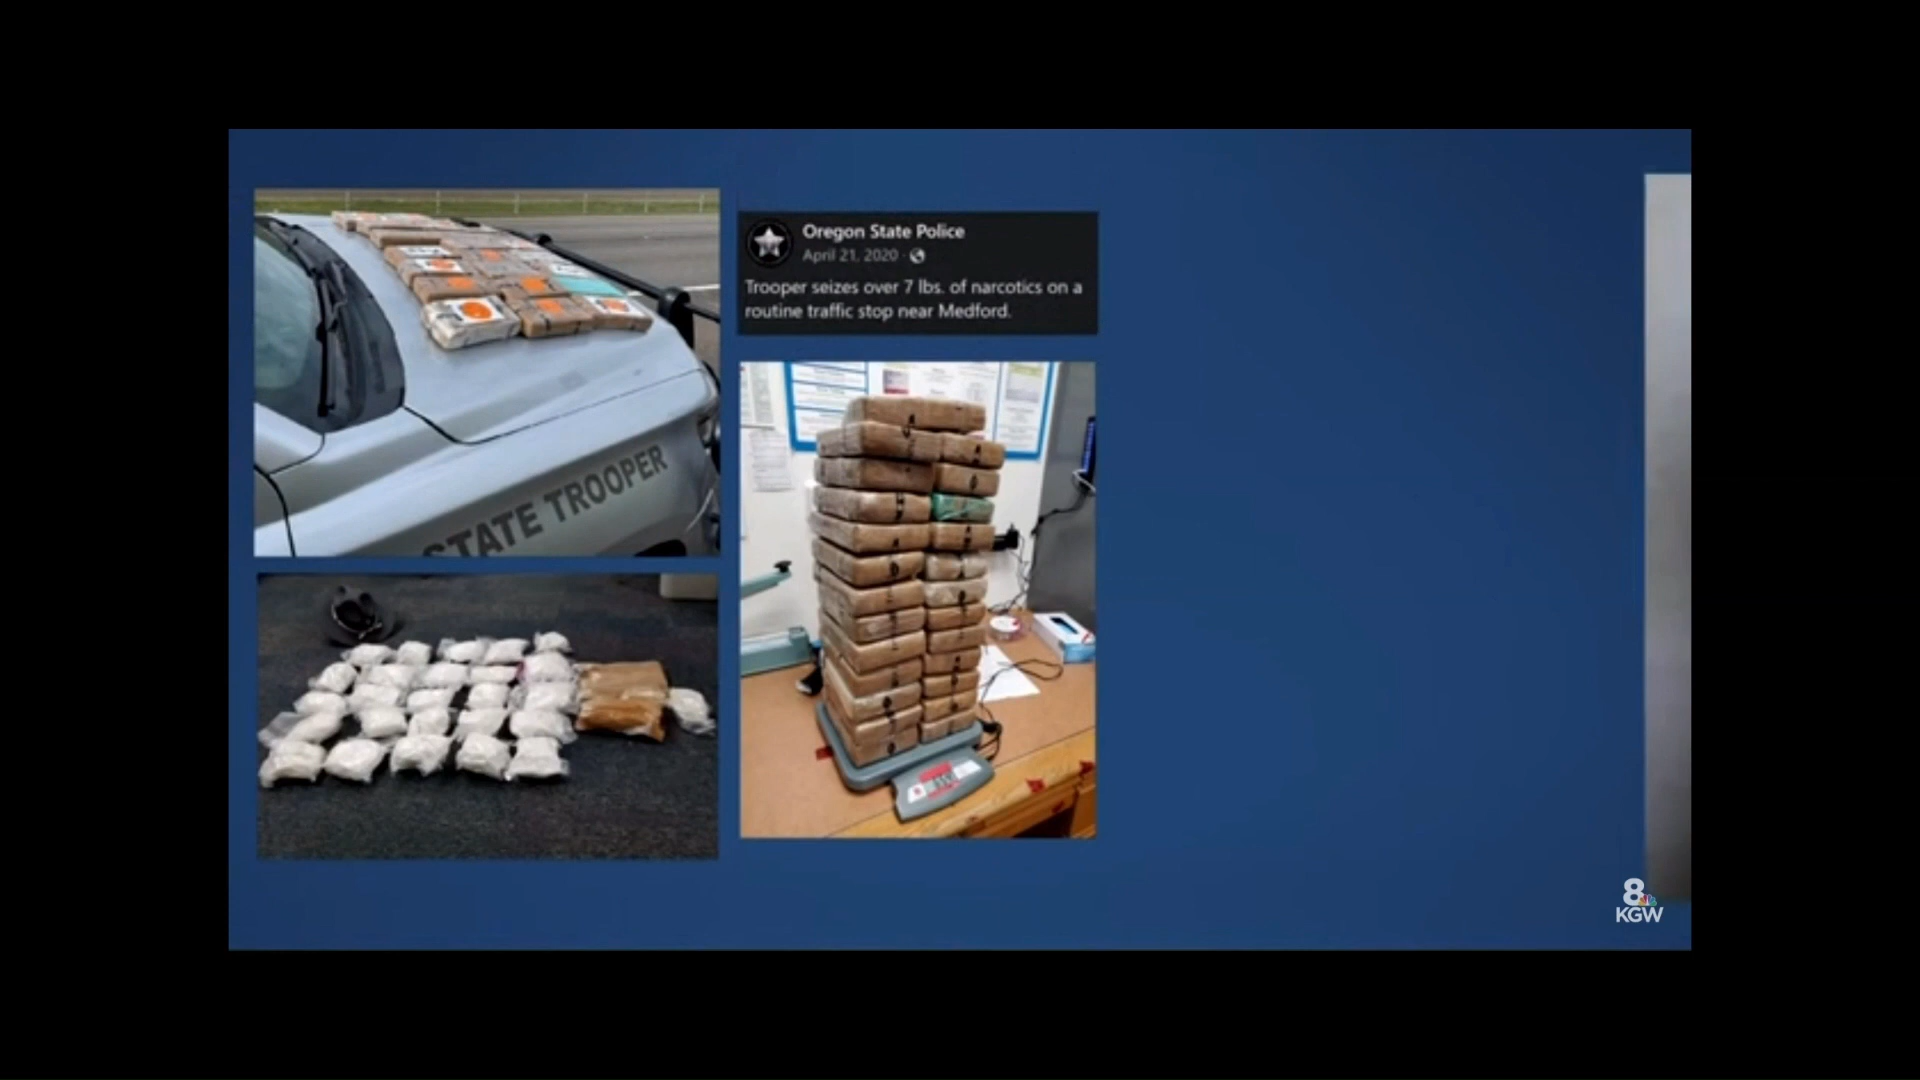 STATE TROOPER
Oregon State Police
April 21, 2020 ·
Trooper seizes over 7 lbs. of narcotics on a
routine traffic stop near Medford.
8
KGW